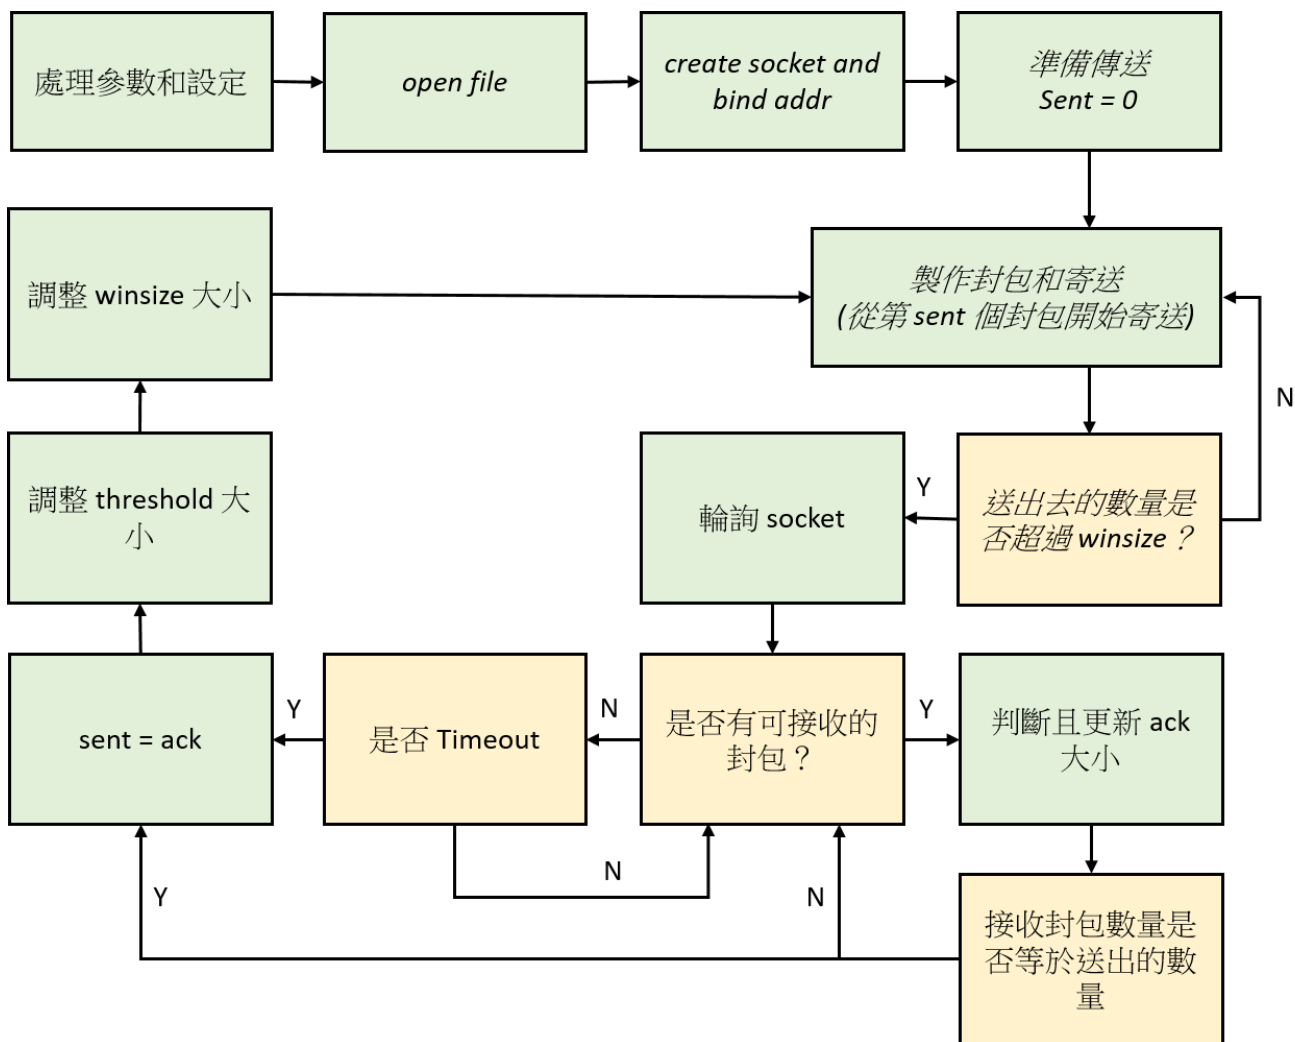 處理參數和設定
open file
create socket and
bind addr
準備傳送
Sent = 0
調整 winsize 大小
製作封包和寄送
(從第 sent 個封包開始寄送)
N
調整 threshold 大
小
輪詢 socket
Y
送出去的數量是
否超過 winsize？
sent = ack
Y
是否 Timeout
N
是否有可接收的
封包？
Y
判斷且更新 ack
大小
N
Y
N
接收封包數量是
否等於送出的數
量